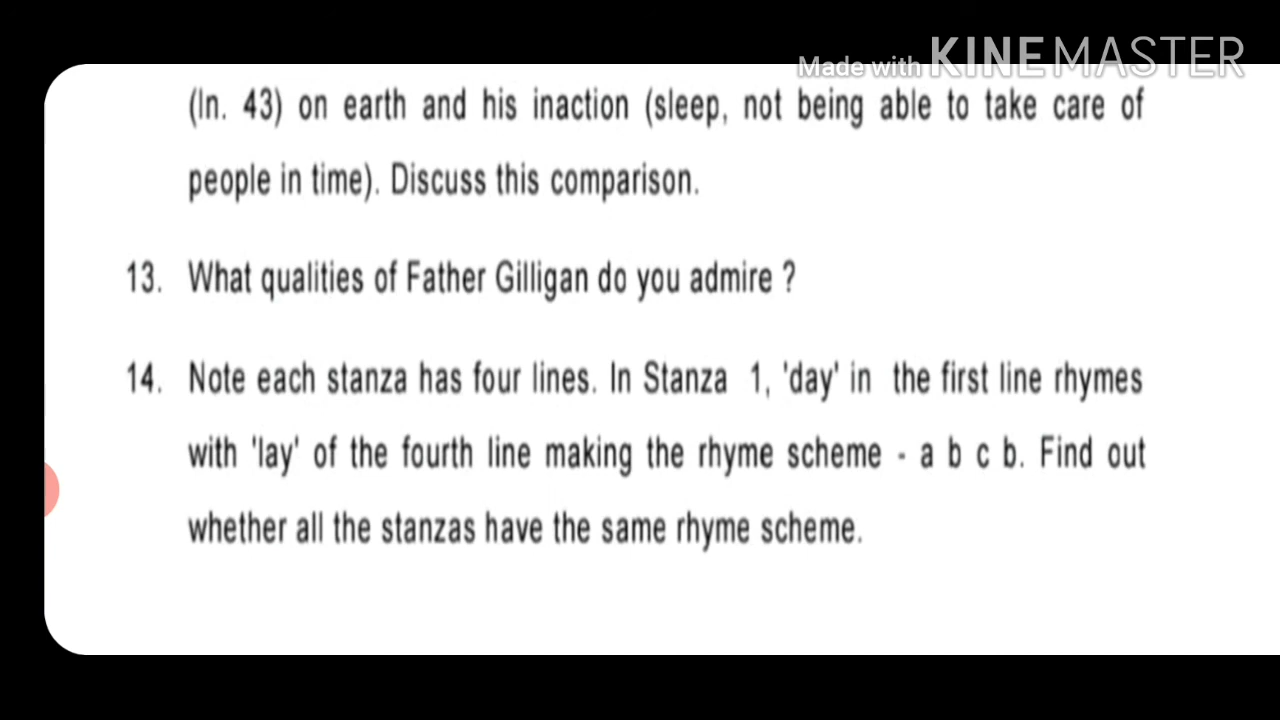 Made with KINEMASTER
(ln. 43) on earth and his inaction (sleep, not being able to take care of
people in time). Discuss this comparison.
13. What qualities of Father Gilligan do you admire ?
14. Note each stanza has four lines. In Stanza 1, 'day' in the first line rhymes
with 'lay' of the fourth line making the rhyme scheme - a b c b. Find out
whether all the stanzas have the same rhyme scheme.